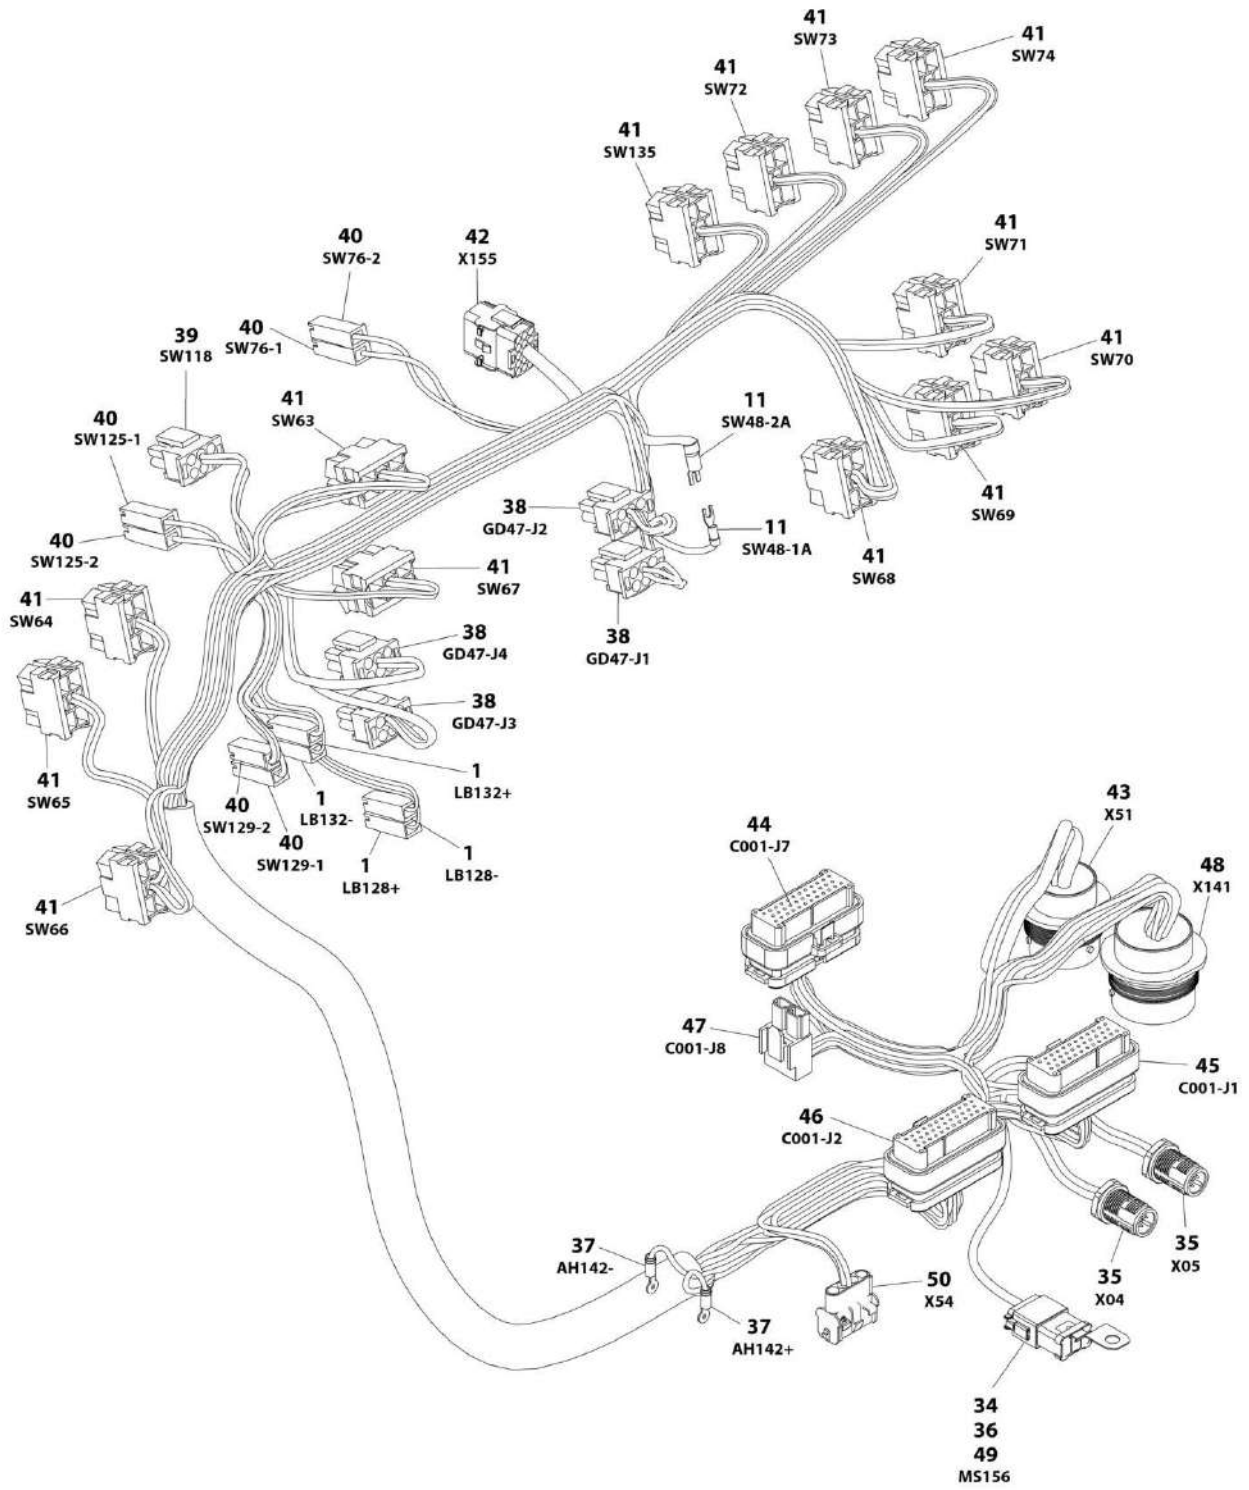 41
SW73
41
SW74
41
SW72
41
SW135
40
SW76-2
42
X155
41
SW71
39
SW118
40
SW76-1
41
SW70
40
SW125-1
41
SW63
11
SW48-2A
38
GD47-J2
11
SW48-1A
41
SW69
40
SW125-2
41
SW67
41
SW68
41
SW64
38
GD47-J4
38
GD47-J1
38
GD47-J3
41
SW65
40
SW129-2
1
LB132-
1
LB132+
40
SW129-1
1
LB128+
1
LB128-
41
SW66
44
C001-J7
43
X51
48
X141
47
C001-J8
45
C001-J1
46
C001-J2
37
AH142-
50
X54
35
X05
35
X04
37
AH142+
34
36
49
MS156